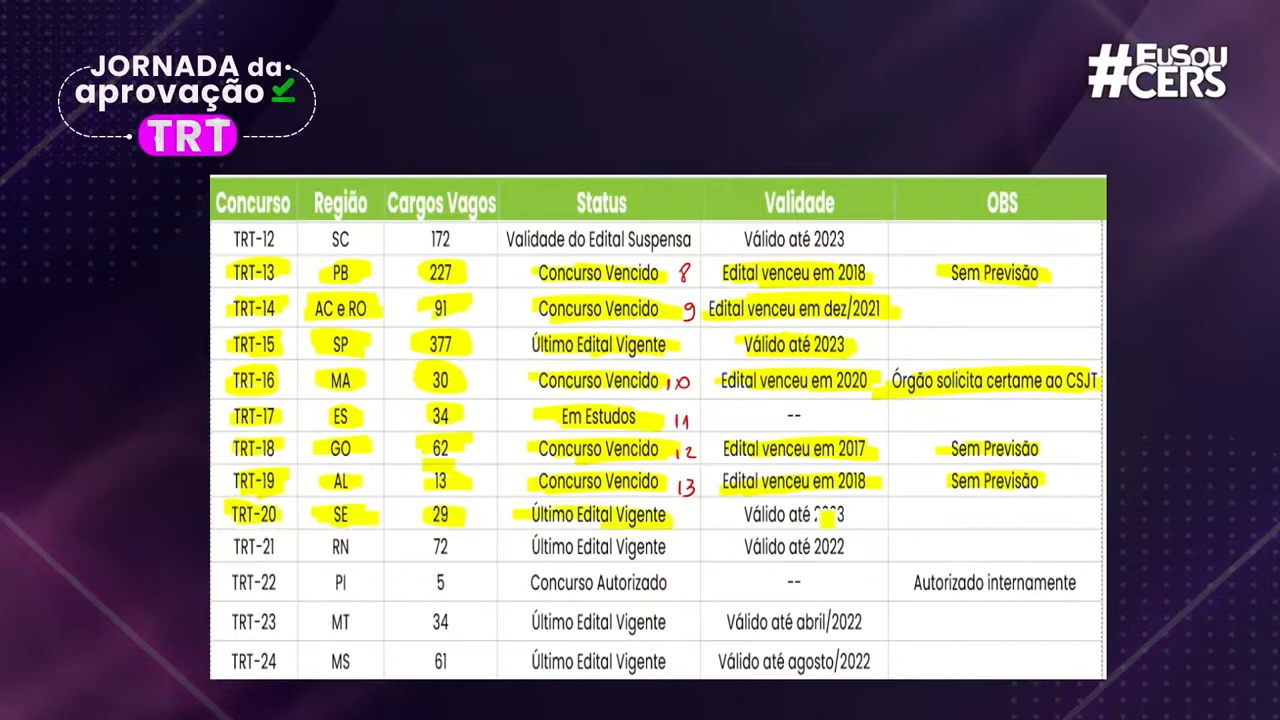 JORNADA da
aprovação
TRT
#EuSou
CERS
Concurso Região Cargos Vagos Status Validade OBS
TRT-12 SC 172 Validade do Edital Suspensa Válido até 2023
TRT-13 PB 227 Concurso Vencido 8 Edital venceu em 2018 Sem Previsão
TRT-14 AC e RO 91 Concurso Vencido 9 Edital venceu em dez/2021
TRT-15 SP 377 Último Edital Vigente Válido até 2023
TRT-16 MA 30 Concurso Vencido 10 Edital venceu em 2020 Órgão solicita certame ao CSJT
TRT-17 ES 34 Em Estudos 11 --
TRT-18 GO 62 Concurso Vencido 12 Edital venceu em 2017 Sem Previsão
TRT-19 AL 13 Concurso Vencido 13 Edital venceu em 2018 Sem Previsão
TRT-20 SE 29 Último Edital Vigente Válido até
TRT-21 RN 72 Último Edital Vigente Válido até 2022
TRT-22 PI 5 Concurso Autorizado -- Autorizado internamente
TRT-23 MT 34 Último Edital Vigente Válido até abril/2022
TRT-24 MS 61 Último Edital Vigente Válido até agosto/2022